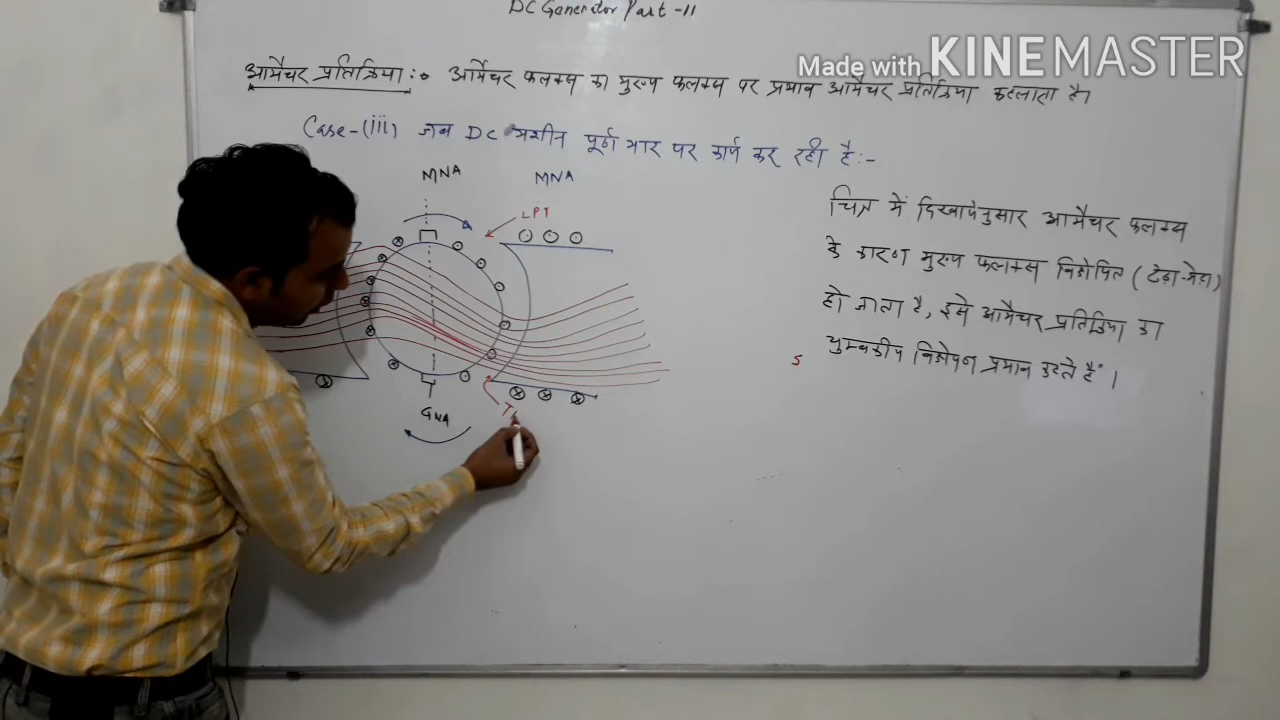 DC Generator Part-11
Made with KINEMASTER
आर्मेचर प्रतिक्रिया :- आर्मेचर फ्लक्स का मुख्य फ्लक्स पर प्रभाव आर्मेचर प्रतिक्रिया कहलाता है।
Case-(iii) जब DC मशीन पूर्ण भार पर कार्य कर रही है :-
MNA MNA
LPT
चित्र में दिखायेनुसार आर्मेचर फ्लक्स
के कारण मुख्य फ्लक्स विक्षेपित (टेढ़ा-मेढ़ा)
हो जाता है, इसे आर्मेचर प्रतिक्रिया का
चुम्बकीय विक्षेपण प्रभाव कहते हैं।
S
GNA
T